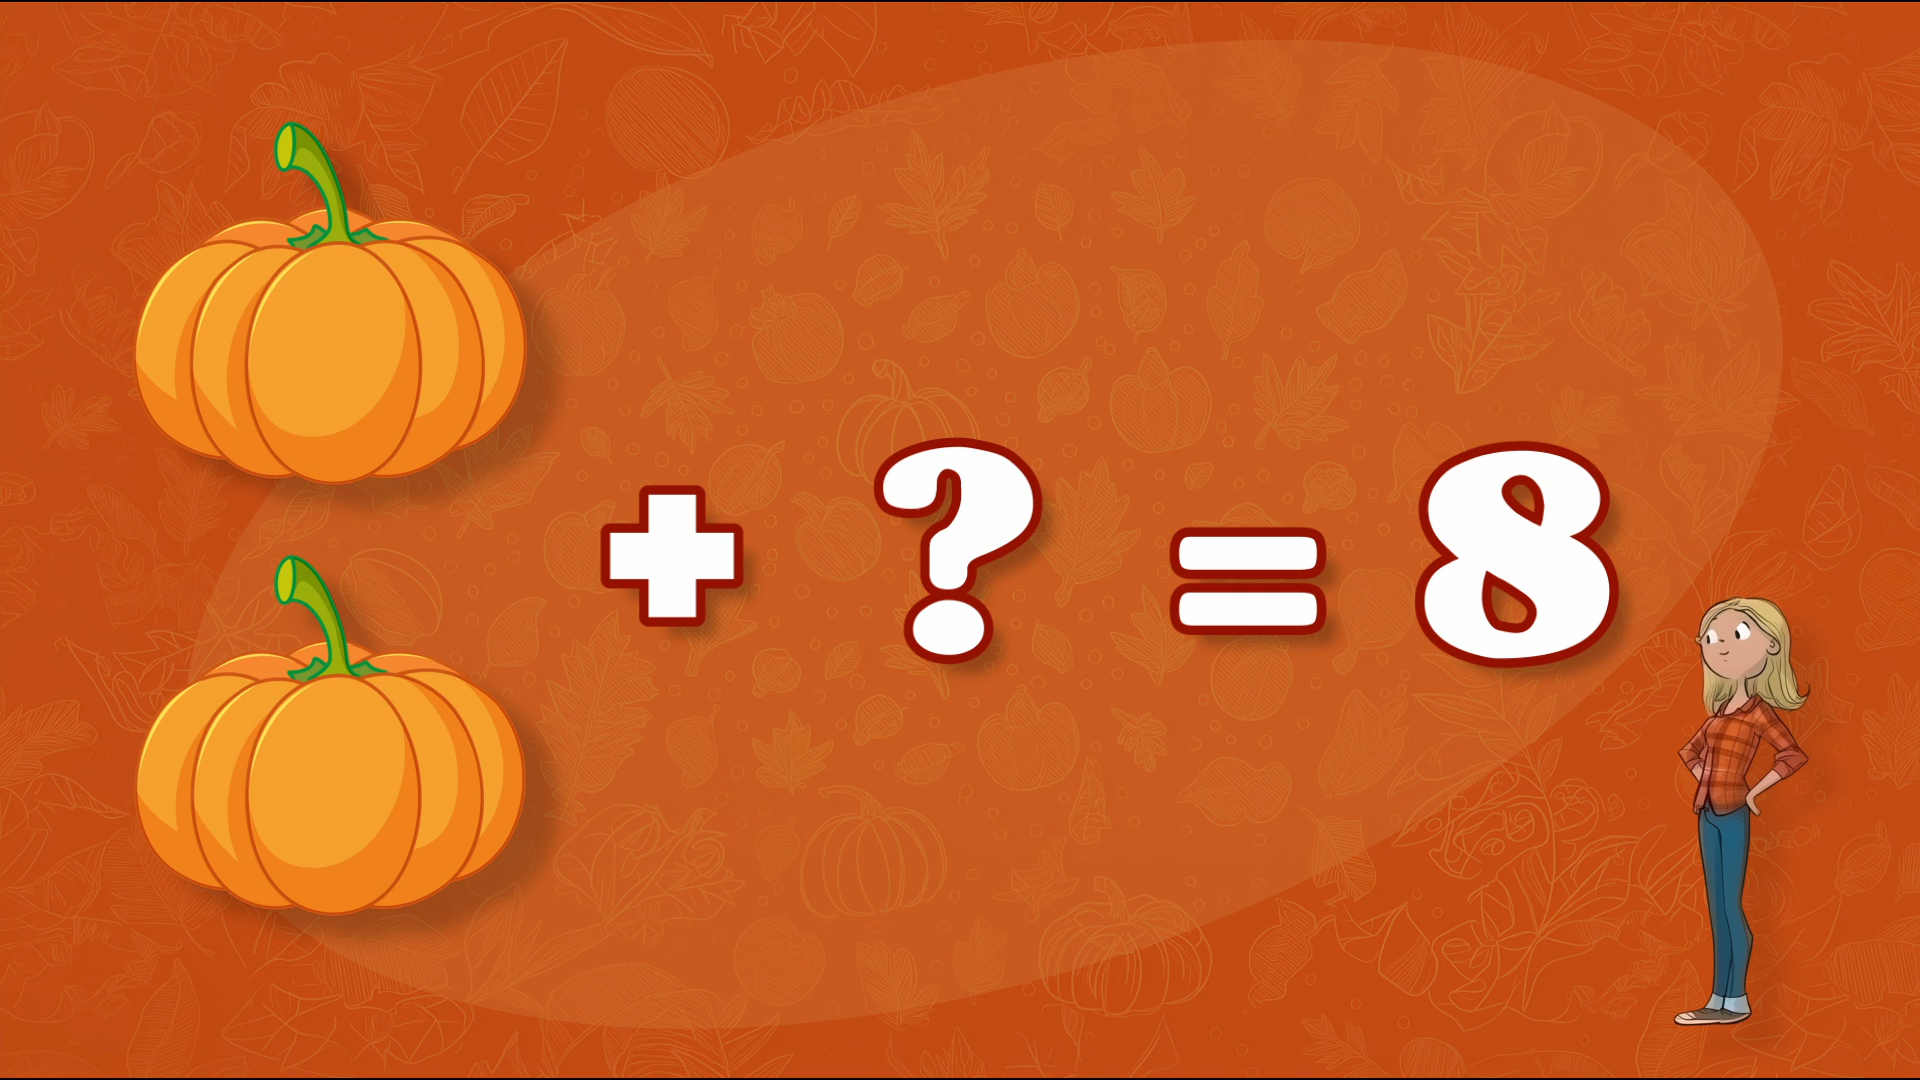 + ? = 8